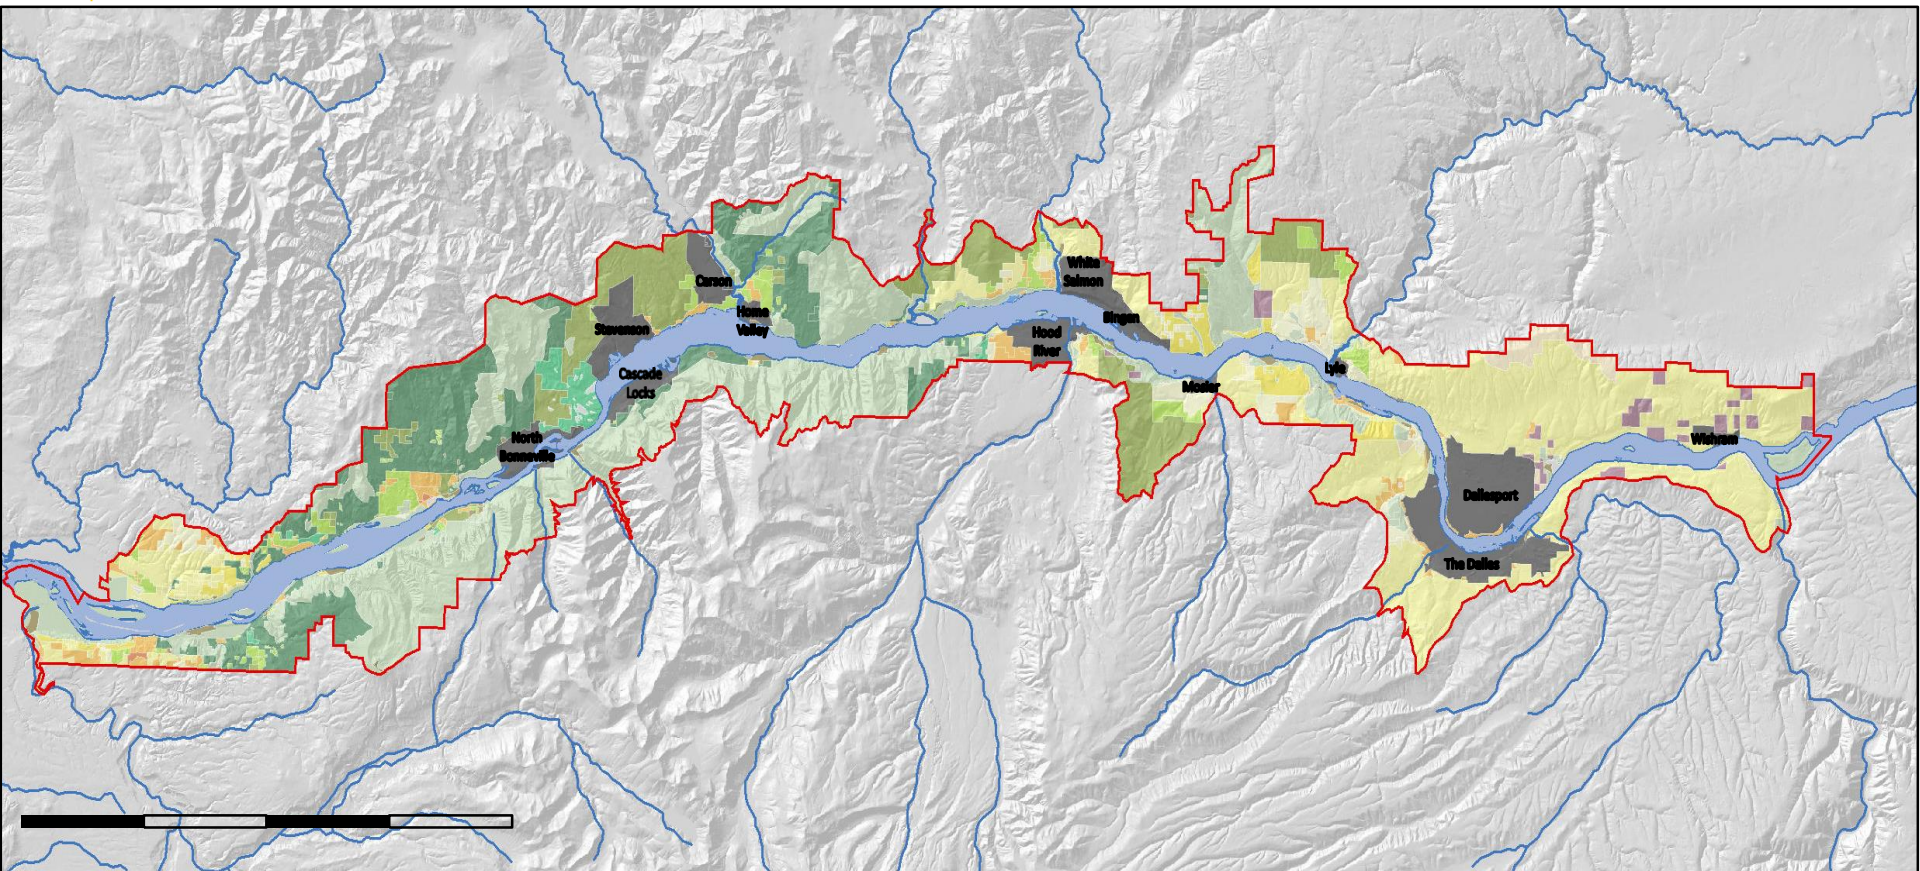 White
Salmon
Carson
Home
Valley
Stevenson
Bingen
Hood
River
Cascade
Locks
Lyle
Mosier
North
Bonneville
Wishram
Dallesport
The Dalles